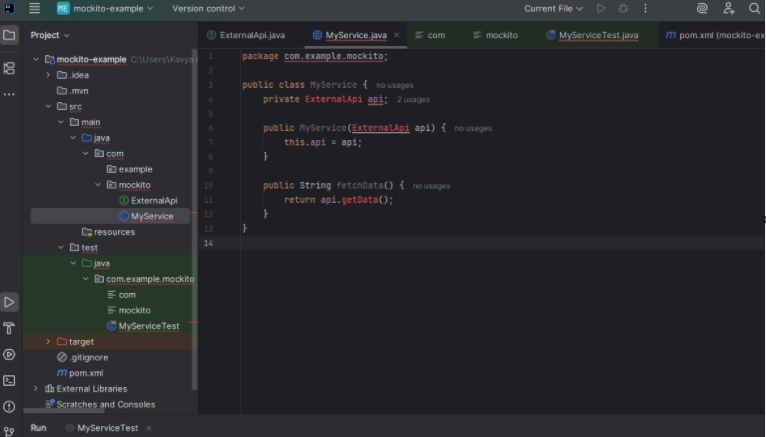 ME mockito-example Version control Current File
Project
ExternalApi.java MyService.java com mockito MyServiceTest.java pom.xml (mockito-ex
mockito-example C:\Users\Kavya
.idea
.mvn
src
main
java
com
example
mockito
ExternalApi
MyService
resources
test
java
com.example.mockito
com
mockito
MyServiceTest
target
.gitignore
pom.xml
External Libraries
Scratches and Consoles
1 package com.example.mockito;
2
3 public class MyService { no usages
4 private ExternalApi api; 2 usages
5
6 public MyService(ExternalApi api) { no usages
7 this.api = api;
8 }
9
10 public String fetchData() { no usages
11 return api.getData();
12 }
13 }
14
Run MyServiceTest